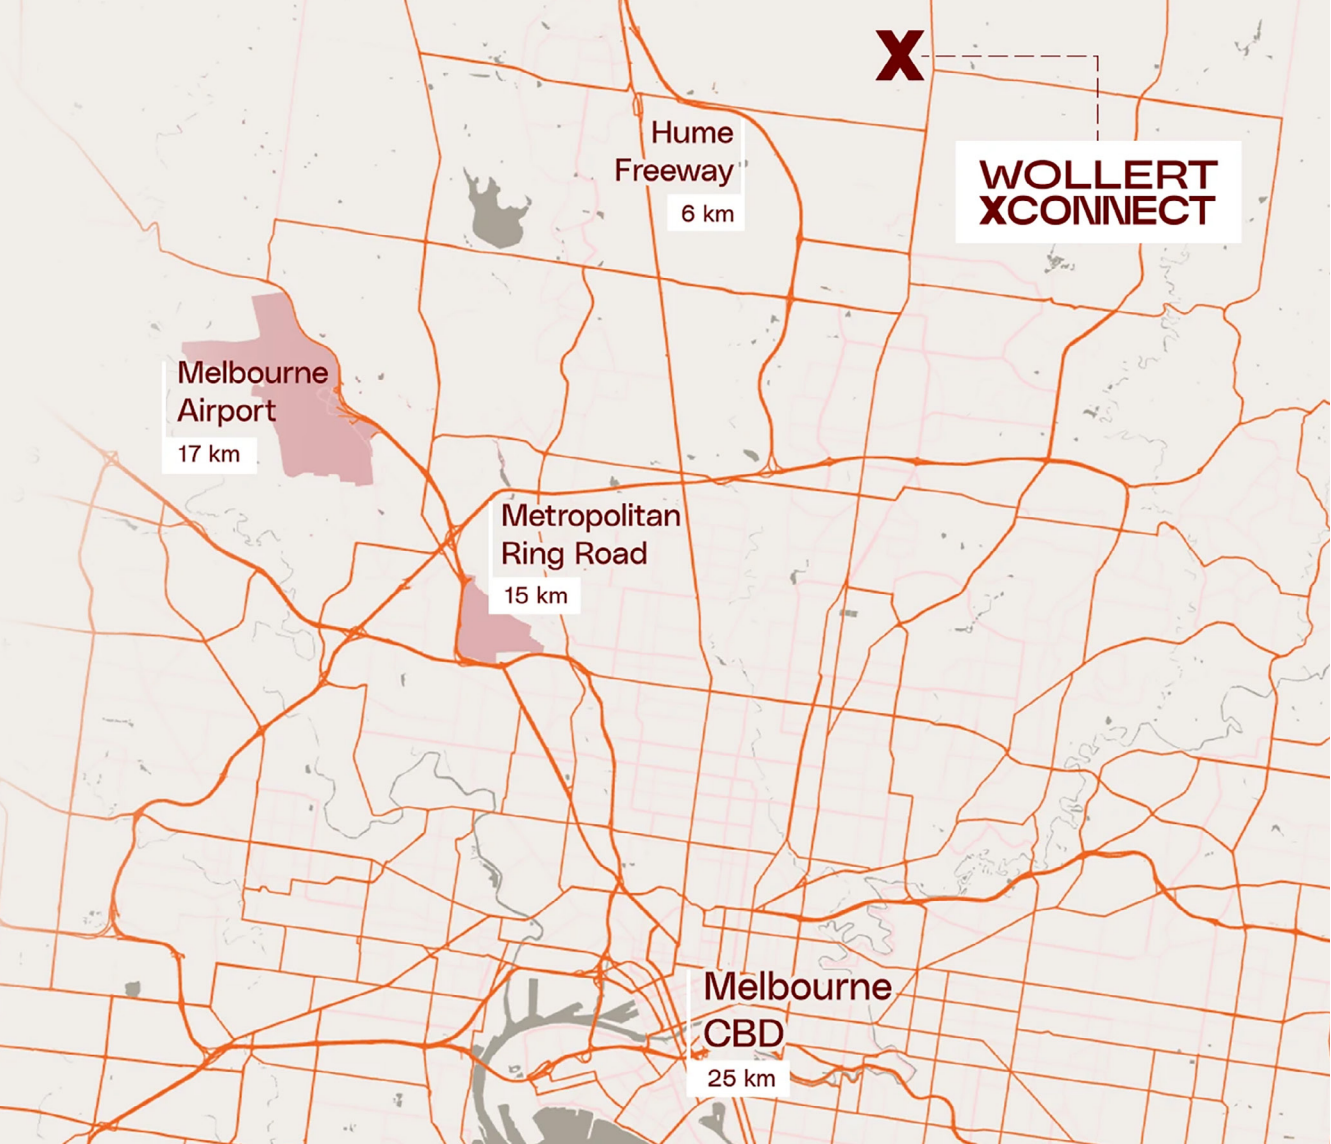 X
Hume
Freeway
6 km
WOLLERT
XCONNECT
Melbourne
Airport
17 km
Metropolitan
Ring Road
15 km
Melbourne
CBD
25 km